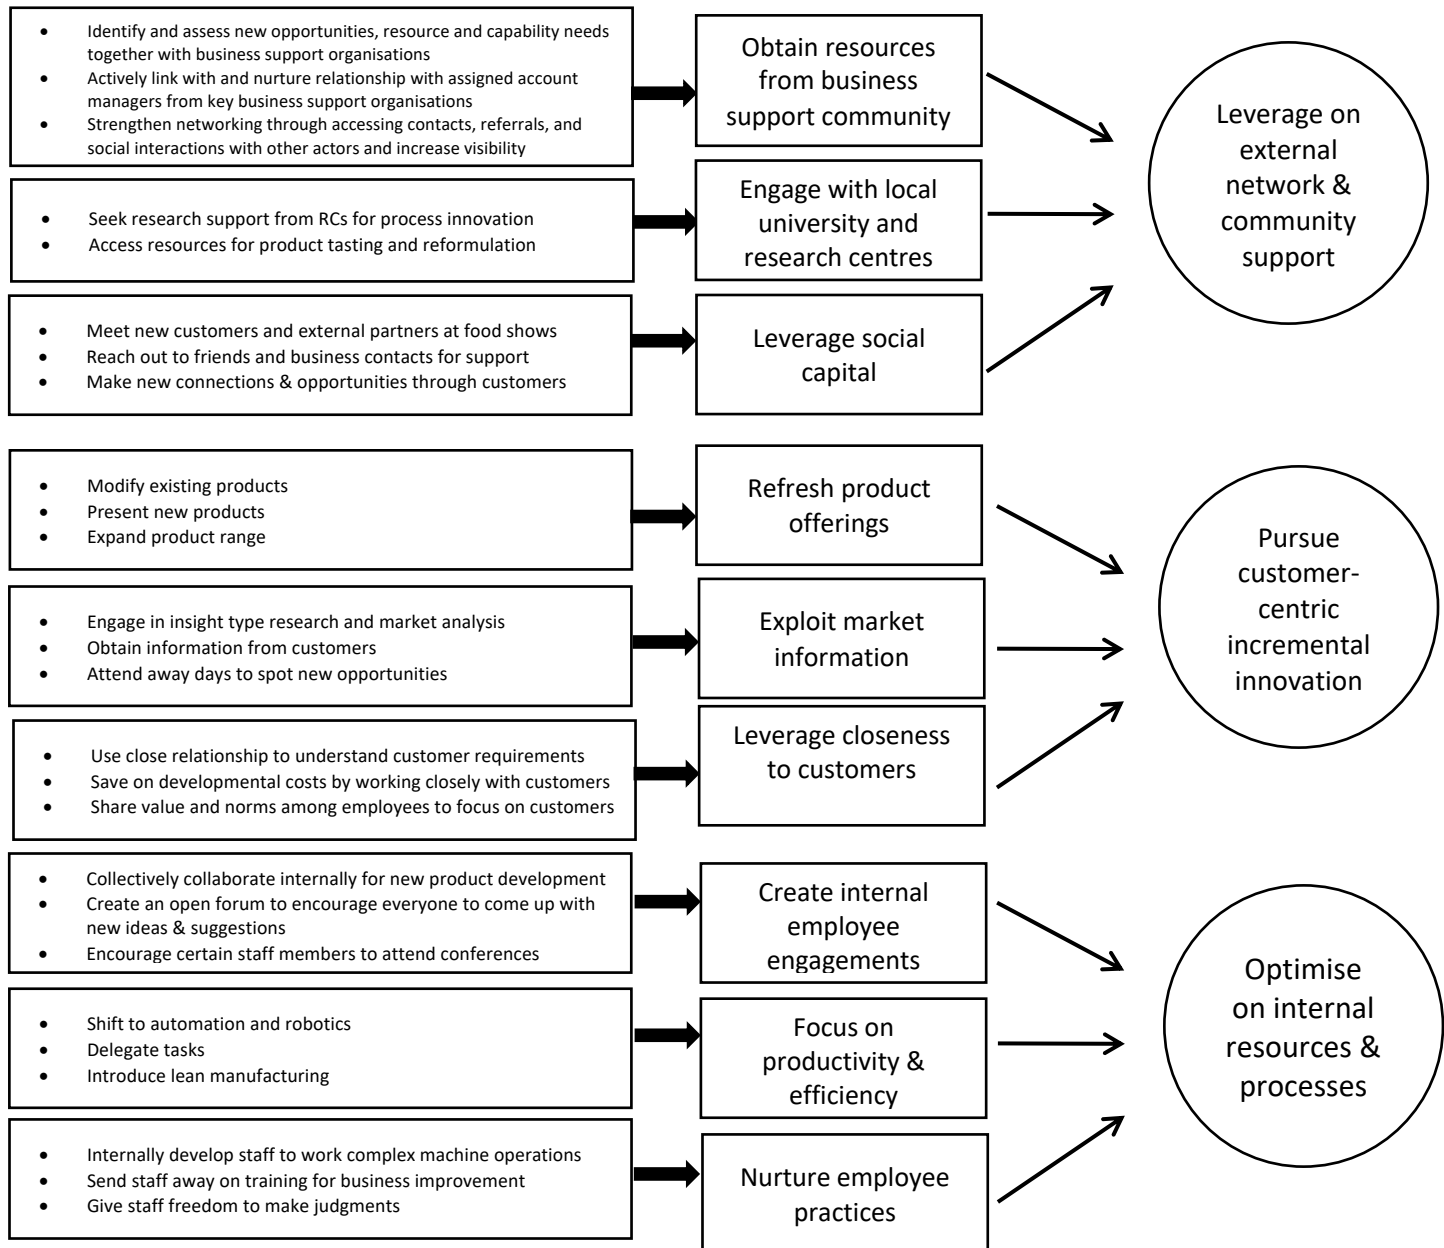 • Identify and assess new opportunities, resource and capability needs
together with business support organisations
• Actively link with and nurture relationship with assigned account
managers from key business support organisations
• Strengthen networking through accessing contacts, referrals, and
social interactions with other actors and increase visibility
Obtain resources
from business
support community
• Seek research support from RCs for process innovation
• Access resources for product tasting and reformulation
Engage with local
university and
research centres
• Meet new customers and external partners at food shows
• Reach out to friends and business contacts for support
• Make new connections & opportunities through customers
Leverage social
capital
Leverage on
external
network &
community
support
• Modify existing products
• Present new products
• Expand product range
Refresh product
offerings
• Engage in insight type research and market analysis
• Obtain information from customers
• Attend away days to spot new opportunities
Exploit market
information
• Use close relationship to understand customer requirements
• Save on developmental costs by working closely with customers
• Share value and norms among employees to focus on customers
Leverage closeness
to customers
Pursue
customer-
centric
incremental
innovation
• Collectively collaborate internally for new product development
• Create an open forum to encourage everyone to come up with
new ideas & suggestions
• Encourage certain staff members to attend conferences
Create internal
employee
engagements
• Shift to automation and robotics
• Delegate tasks
• Introduce lean manufacturing
Focus on
productivity &
efficiency
• Internally develop staff to work complex machine operations
• Send staff away on training for business improvement
• Give staff freedom to make judgments
Nurture employee
practices
Optimise
on internal
resources &
processes